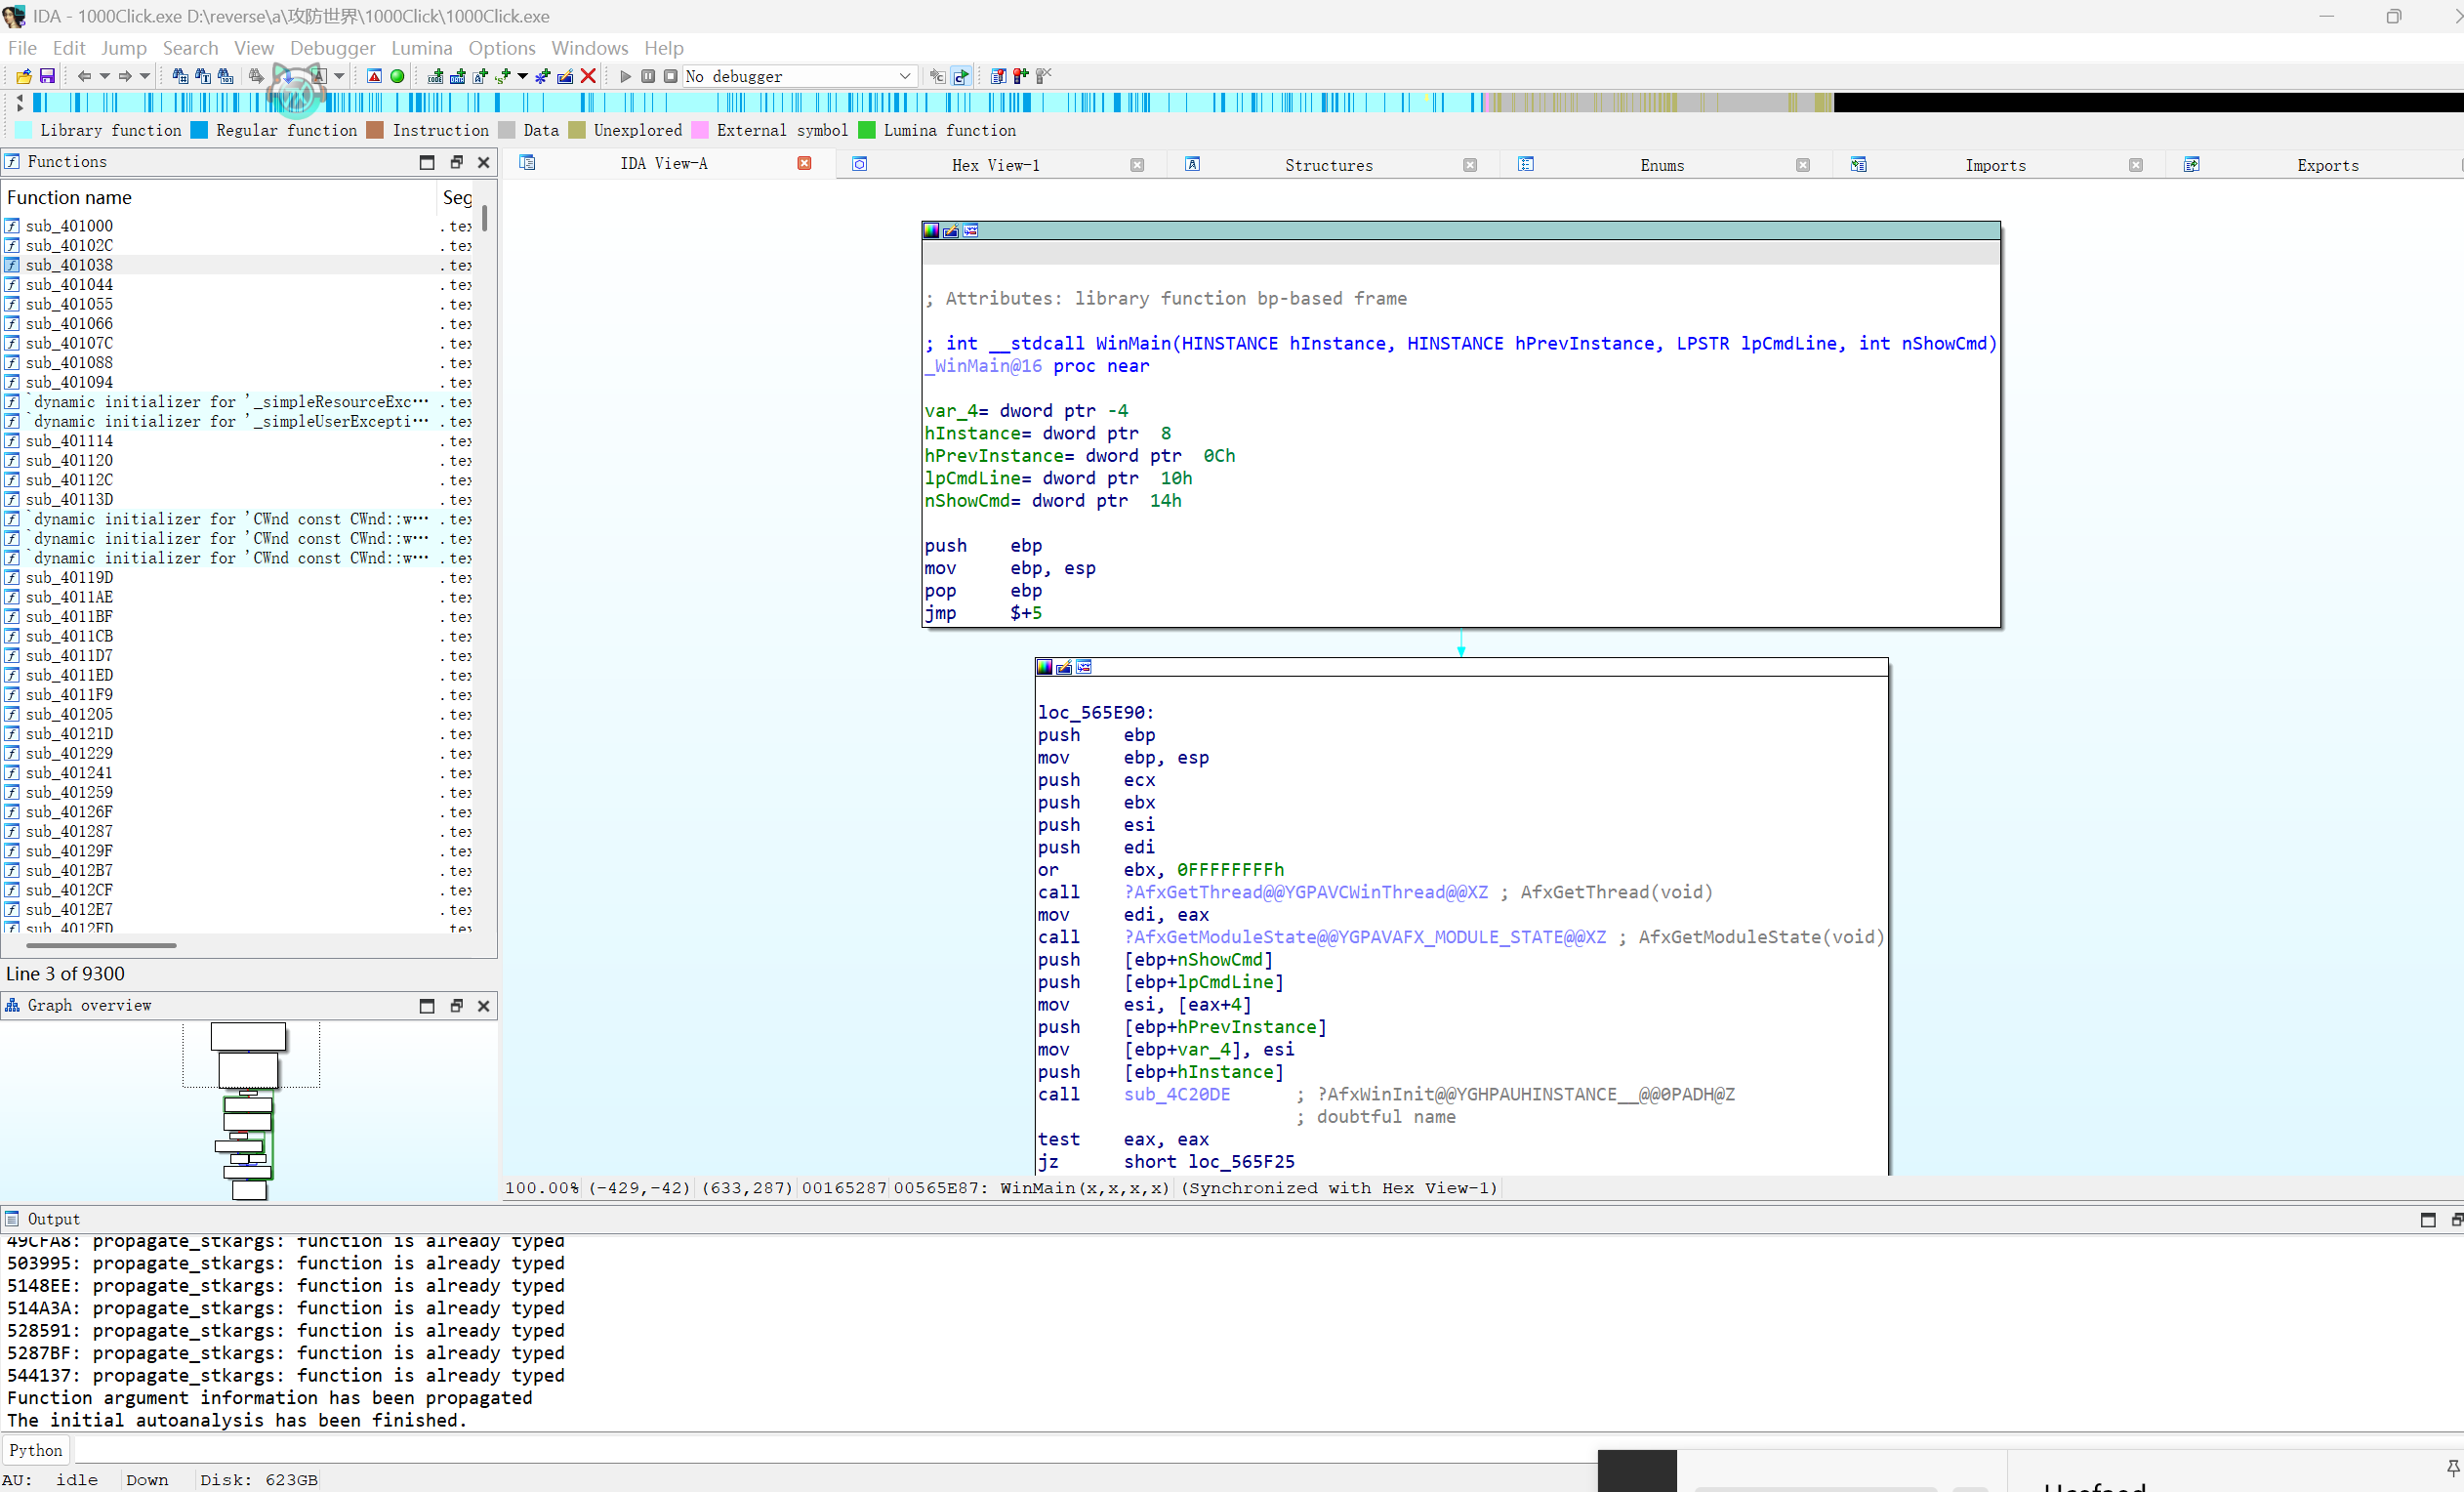 IDA - 1000Click.exe D:\reverse\a\攻防世界\1000Click\1000Click.exe
File Edit Jump Search View Debugger Lumina Options Windows Help
No debugger
Library function Regular function Instruction Data Unexplored External symbol Lumina function
Functions
Function name Seg
sub_401000 .tex
sub_40102C .tex
sub_401038 .tex
sub_401044 .tex
sub_401055 .tex
sub_401066 .tex
sub_40107C .tex
sub_401088 .tex
sub_401094 .tex
`dynamic initializer for '_simpleResourceExc… .tex
`dynamic initializer for '_simpleUserExcepti… .tex
sub_401114 .tex
sub_401120 .tex
sub_40112C .tex
sub_40113D .tex
`dynamic initializer for 'CWnd const CWnd::w… .tex
`dynamic initializer for 'CWnd const CWnd::w… .tex
`dynamic initializer for 'CWnd const CWnd::w… .tex
sub_40119D .tex
sub_4011AE .tex
sub_4011BF .tex
sub_4011CB .tex
sub_4011D7 .tex
sub_4011ED .tex
sub_4011F9 .tex
sub_401205 .tex
sub_40121D .tex
sub_401229 .tex
sub_401241 .tex
sub_401259 .tex
sub_40126F .tex
sub_401287 .tex
sub_40129F .tex
sub_4012B7 .tex
sub_4012CF .tex
sub_4012E7 .tex
sub_4012FD .tex
Line 3 of 9300
Graph overview
IDA View-A Hex View-1 Structures Enums Imports Exports
; Attributes: library function bp-based frame
; int __stdcall WinMain(HINSTANCE hInstance, HINSTANCE hPrevInstance, LPSTR lpCmdLine, int nShowCmd)
_WinMain@16 proc near
var_4= dword ptr -4
hInstance= dword ptr 8
hPrevInstance= dword ptr 0Ch
lpCmdLine= dword ptr 10h
nShowCmd= dword ptr 14h
push ebp
mov ebp, esp
pop ebp
jmp $+5
loc_565E90:
push ebp
mov ebp, esp
push ecx
push ebx
push esi
push edi
or ebx, 0FFFFFFFFh
call ?AfxGetThread@@YGPAVCWinThread@@XZ ; AfxGetThread(void)
mov edi, eax
call ?AfxGetModuleState@@YGPAVAFX_MODULE_STATE@@XZ ; AfxGetModuleState(void)
push [ebp+nShowCmd]
push [ebp+lpCmdLine]
mov esi, [eax+4]
push [ebp+hPrevInstance]
mov [ebp+var_4], esi
push [ebp+hInstance]
call sub_4C20DE ; ?AfxWinInit@@YGHPAUHINSTANCE__@@0PADH@Z
; doubtful name
test eax, eax
jz short loc_565F25
100.00% (-429,-42) (633,287) 00165287 00565E87: WinMain(x,x,x,x) (Synchronized with Hex View-1)
Output
49CFA8: propagate_stkargs: function is already typed
503995: propagate_stkargs: function is already typed
5148EE: propagate_stkargs: function is already typed
514A3A: propagate_stkargs: function is already typed
528591: propagate_stkargs: function is already typed
5287BF: propagate_stkargs: function is already typed
544137: propagate_stkargs: function is already typed
Function argument information has been propagated
The initial autoanalysis has been finished.
Python
AU: idle Down Disk: 623GB